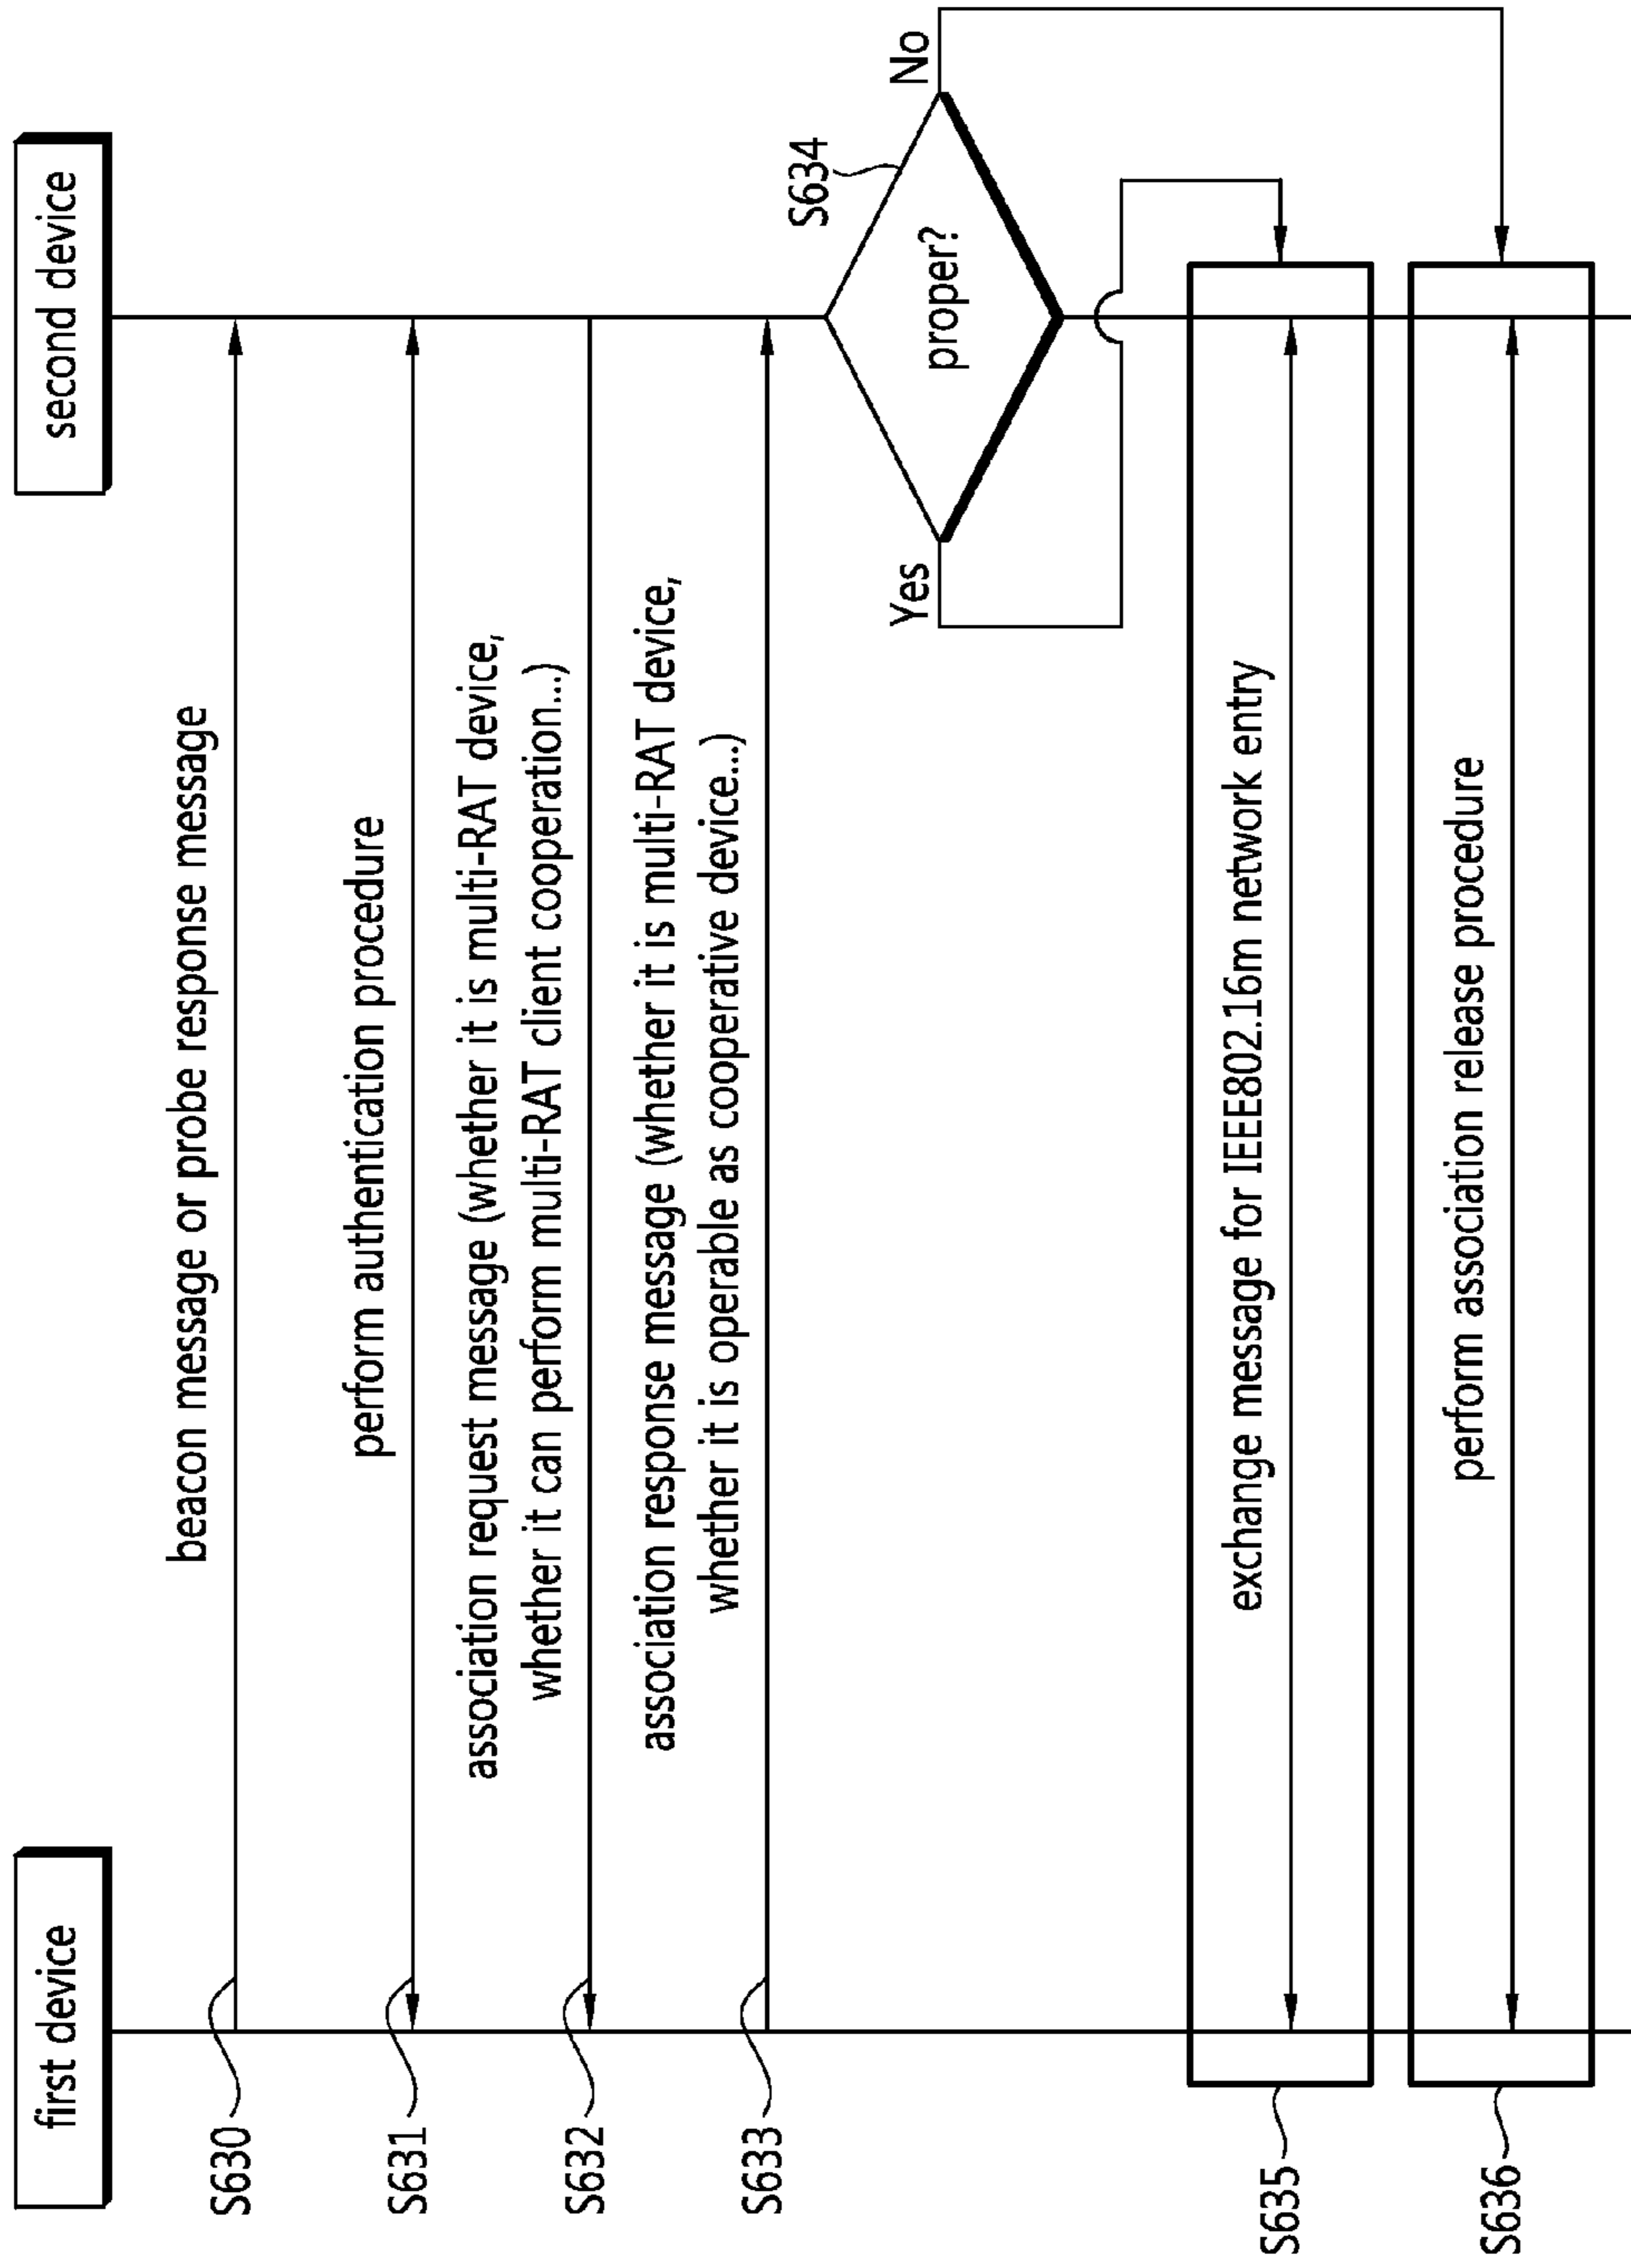 first device
second device
S630
beacon message or probe response message
S631
perform authentication procedure
S632
association request message (whether it is multi-RAT device,
whether it can perform multi-RAT client cooperation...)
S633
association response message (whether it is multi-RAT device,
whether it is operable as cooperative device...)
S634
proper?
Yes
No
S635
exchange message for IEEE802.16m network entry
S636
perform association release procedure